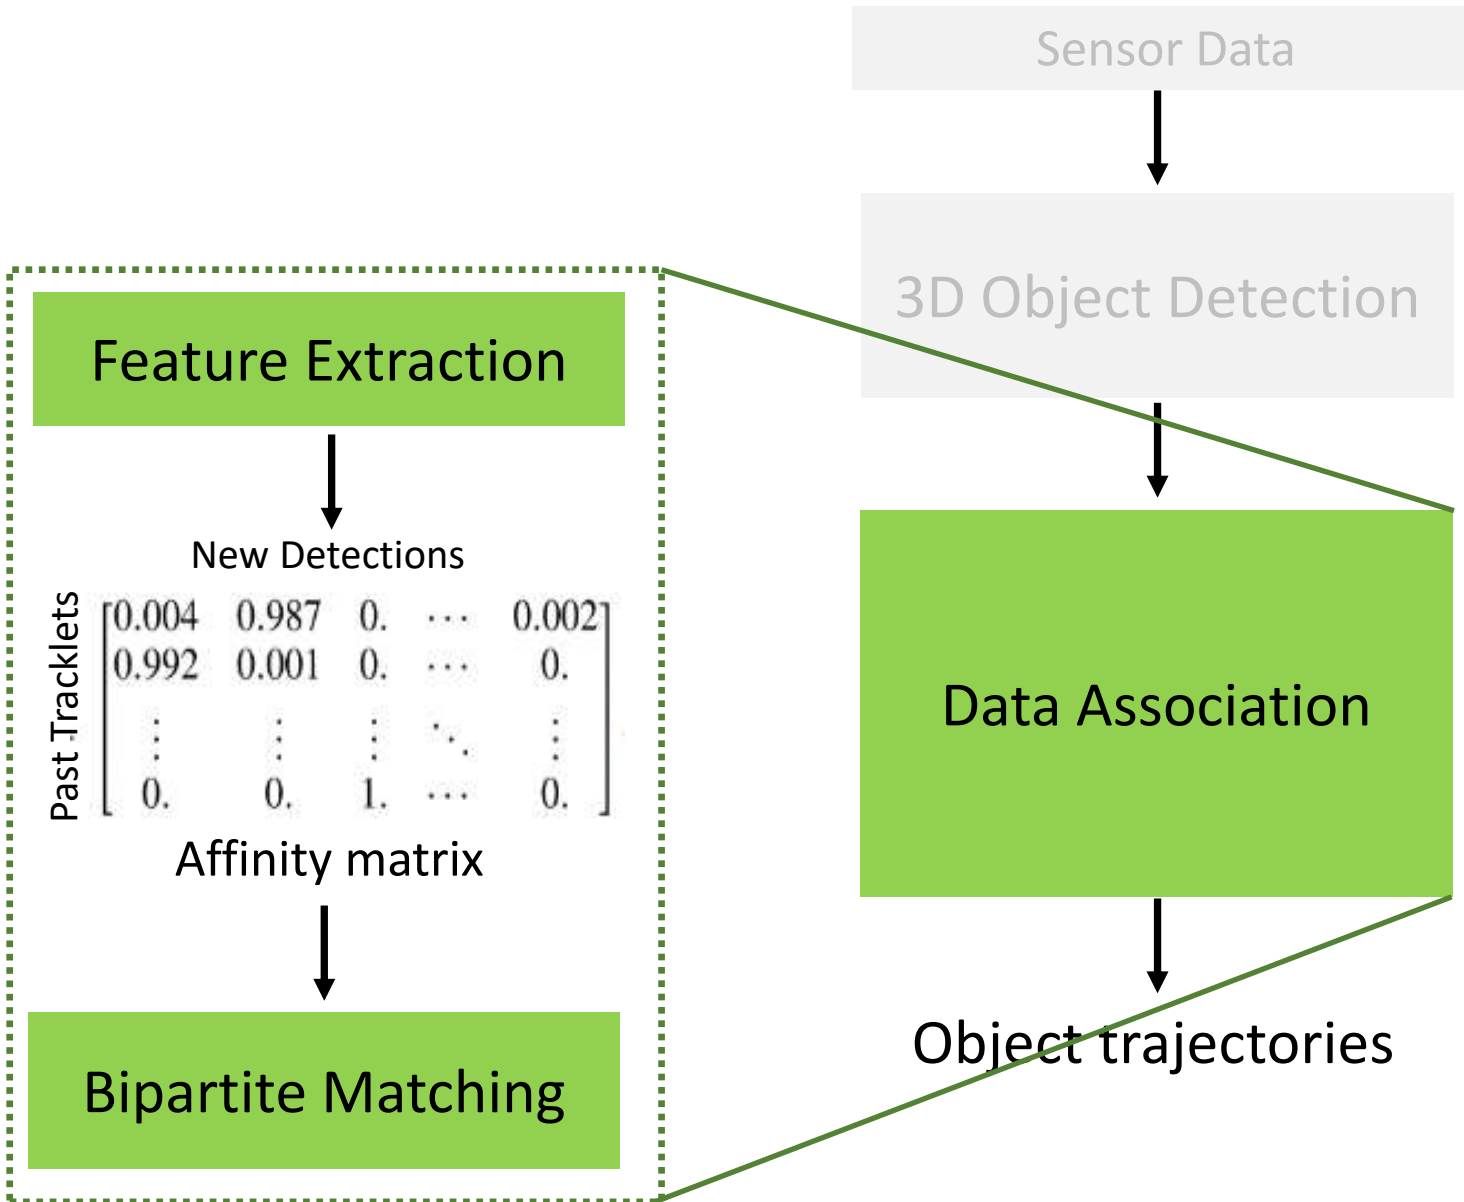 Sensor Data
3D Object Detection
Data Association
Object trajectories
Feature Extraction
New Detections
Past Tracklets
0.004 0.987 0. ⋯ 0.002
0.992 0.001 0. ⋯ 0.
⋮ ⋮ ⋮ ⋱ ⋮
0. 0. 1. ⋯ 0.
Affinity matrix
Bipartite Matching